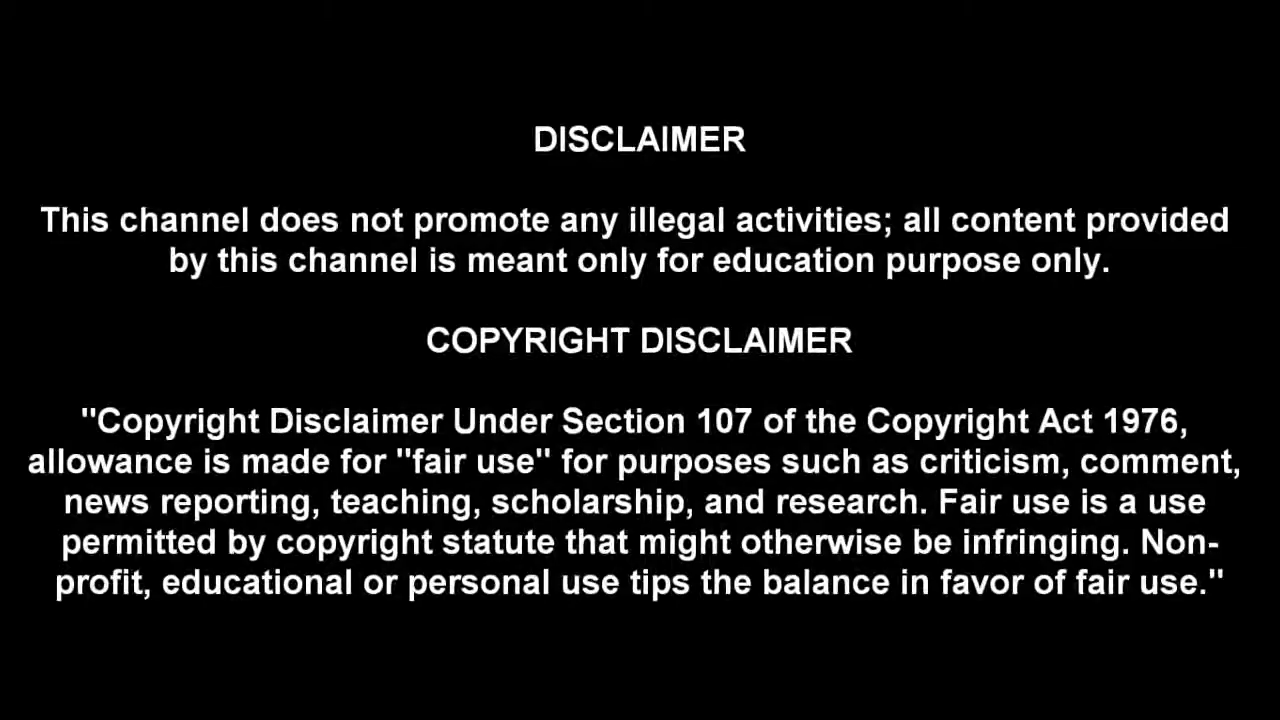 DISCLAIMER
This channel does not promote any illegal activities; all content provided
by this channel is meant only for education purpose only.
COPYRIGHT DISCLAIMER
"Copyright Disclaimer Under Section 107 of the Copyright Act 1976,
allowance is made for "fair use" for purposes such as criticism, comment,
news reporting, teaching, scholarship, and research. Fair use is a use
permitted by copyright statute that might otherwise be infringing. Non-
profit, educational or personal use tips the balance in favor of fair use."